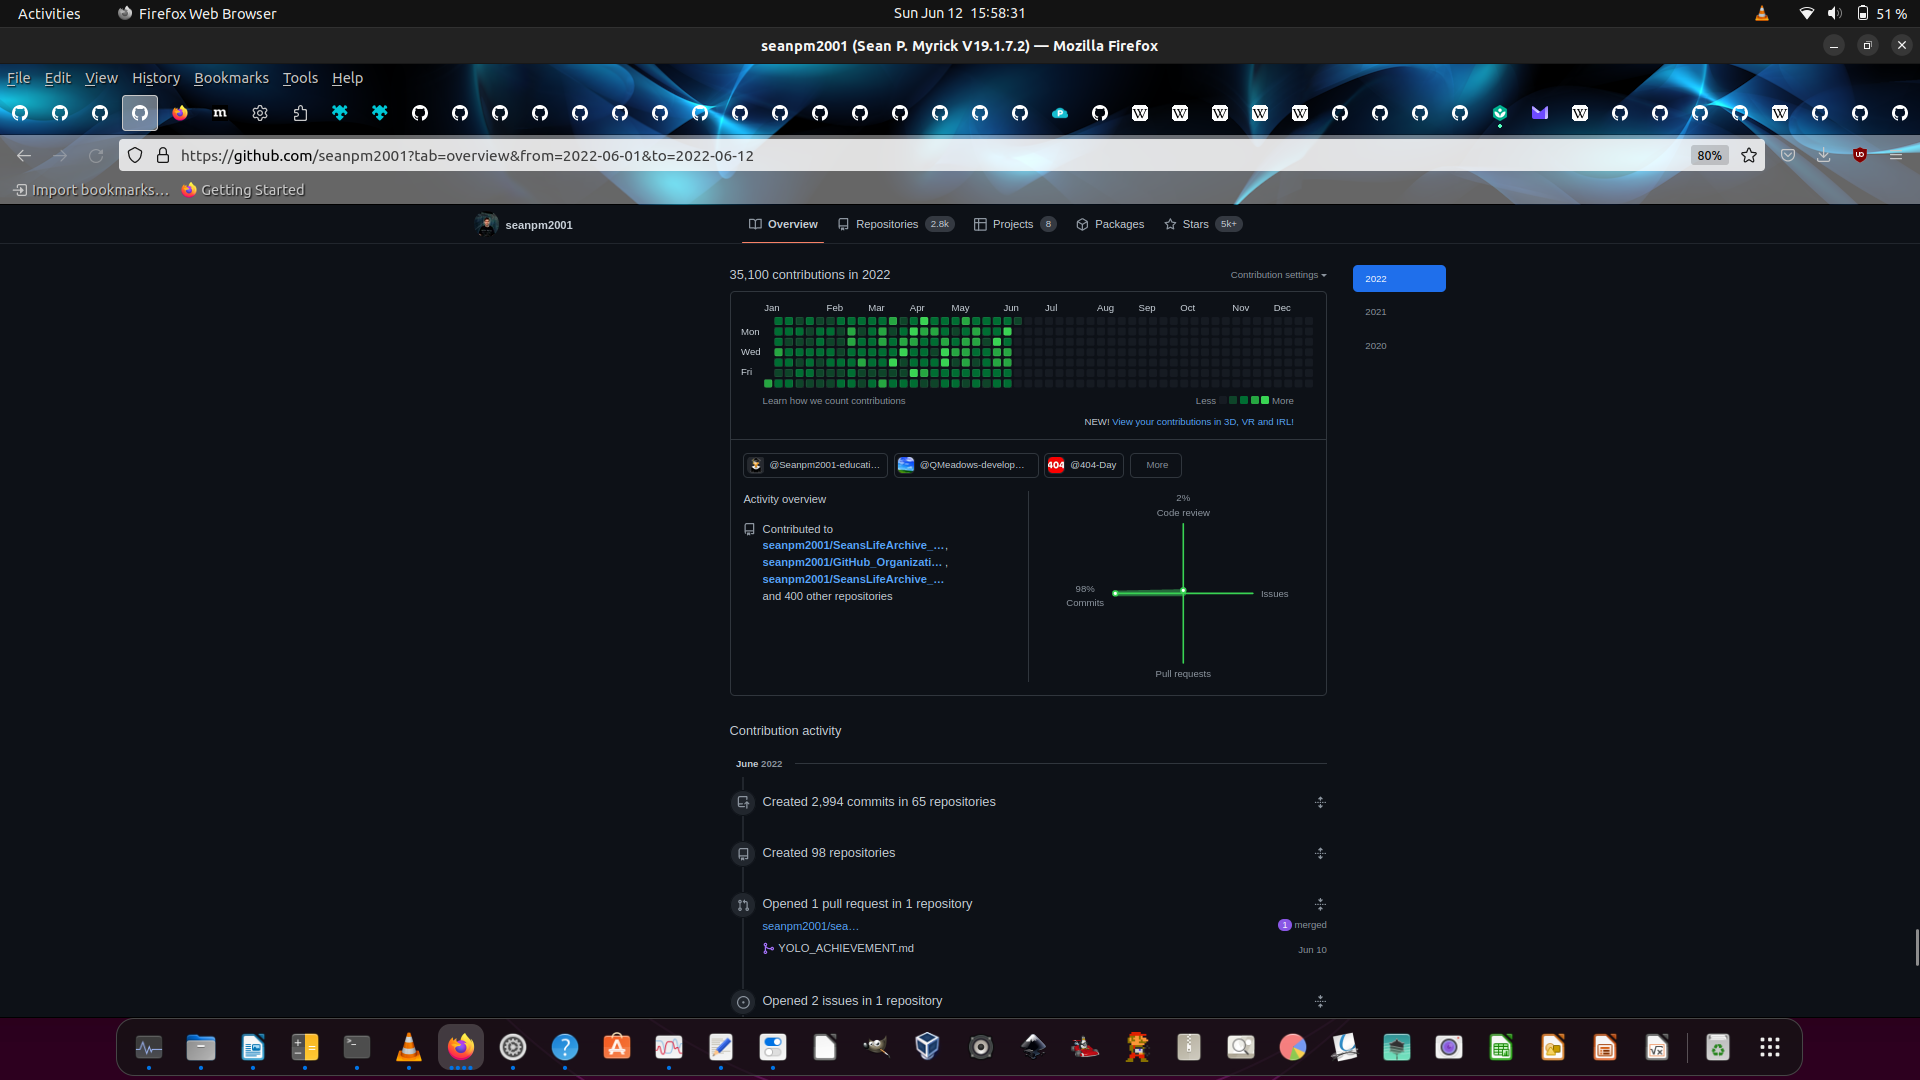 Activities
Firefox Web Browser
Sun Jun 12 15:58:31
51 %
seanpm2001 (Sean P. Myrick V19.1.7.2) — Mozilla Firefox
File Edit View History Bookmarks Tools Help
https://github.com/seanpm2001?tab=overview&from=2022-06-01&to=2022-06-12
80%
Import bookmarks…
Getting Started
seanpm2001
Overview
Repositories 2.8k
Projects 8
Packages
Stars 5k+
35,100 contributions in 2022
Contribution settings
2022
2021
2020
Jan Feb Mar Apr May Jun Jul Aug Sep Oct Nov Dec
Mon
Wed
Fri
Learn how we count contributions
Less More
NEW! View your contributions in 3D, VR and IRL!
@Seanpm2001-educati…
@QMeadows-develop…
404 @404-Day
More
Activity overview
Contributed to
seanpm2001/SeansLifeArchive_…,
seanpm2001/GitHub_Organizati… ,
seanpm2001/SeansLifeArchive_…
and 400 other repositories
2%
Code review
98%
Commits
Issues
Pull requests
Contribution activity
June 2022
Created 2,994 commits in 65 repositories
Created 98 repositories
Opened 1 pull request in 1 repository
seanpm2001/sea…
1 merged
YOLO_ACHIEVEMENT.md
Jun 10
Opened 2 issues in 1 repository